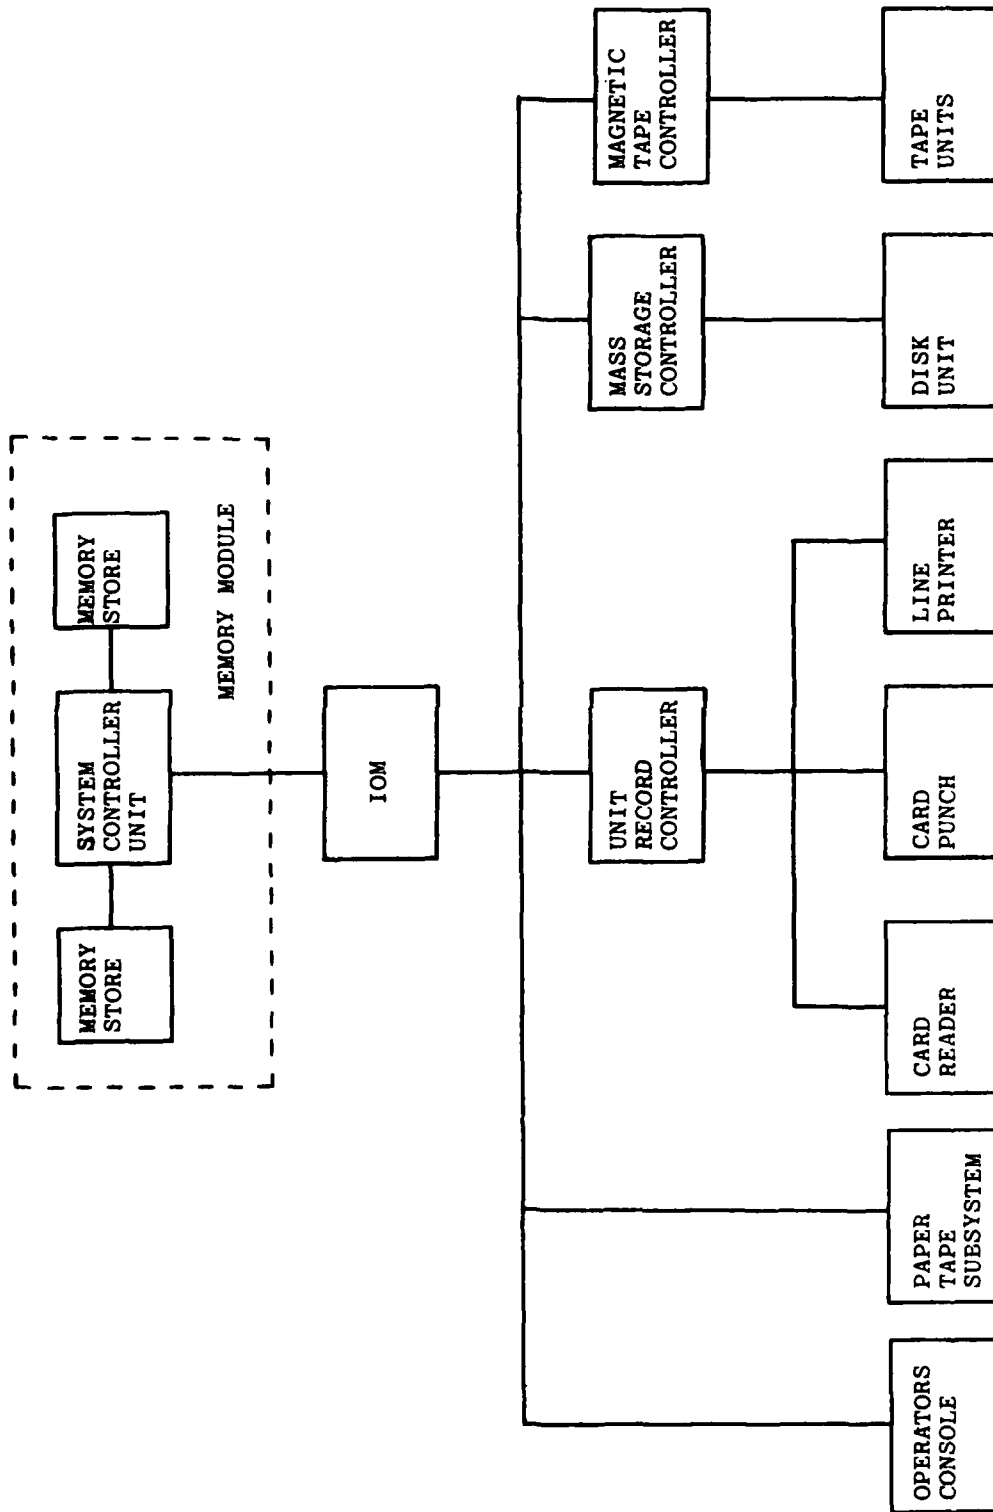 MEMORY
STORE
SYSTEM
CONTROLLER
UNIT
MEMORY
STORE
MEMORY MODULE
IOM
UNIT
RECORD
CONTROLLER
MASS
STORAGE
CONTROLLER
MAGNETIC
TAPE
CONTROLLER
OPERATORS
CONSOLE
PAPER
TAPE
SUBSYSTEM
CARD
READER
CARD
PUNCH
LINE
PRINTER
DISK
UNIT
TAPE
UNITS